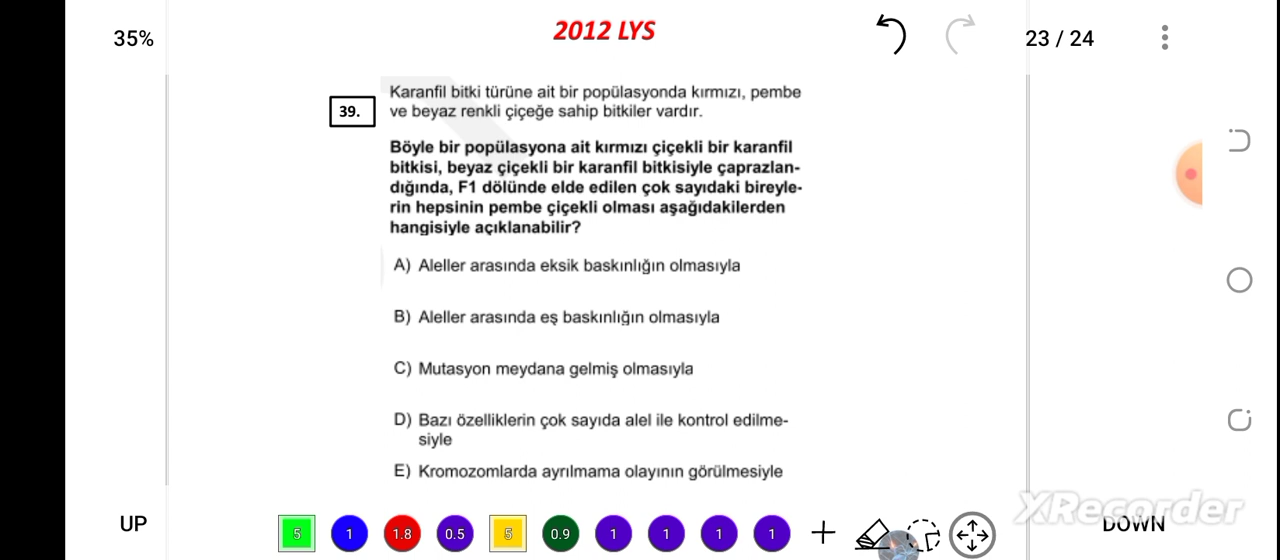 2012 LYS
35%
23 / 24
39.
Karanfil bitki türüne ait bir popülasyonda kırmızı, pembe
ve beyaz renkli çiçeğe sahip bitkiler vardır.
Böyle bir popülasyona ait kırmızı çiçekli bir karanfil
bitkisi, beyaz çiçekli bir karanfil bitkisiyle çaprazlan-
dığında, F1 dölünde elde edilen çok sayıdaki bireyle-
rin hepsinin pembe çiçekli olması aşağıdakilerden
hangisiyle açıklanabilir?
A) Aleller arasında eksik baskınlığın olmasıyla
B) Aleller arasında eş baskınlığın olmasıyla
C) Mutasyon meydana gelmiş olmasıyla
D) Bazı özelliklerin çok sayıda alel ile kontrol edilme-
siyle
E) Kromozomlarda ayrılmama olayının görülmesiyle
XRecorder
UP
5 1 1.8 0.5 5 0.9 1 1 1 1
DOWN